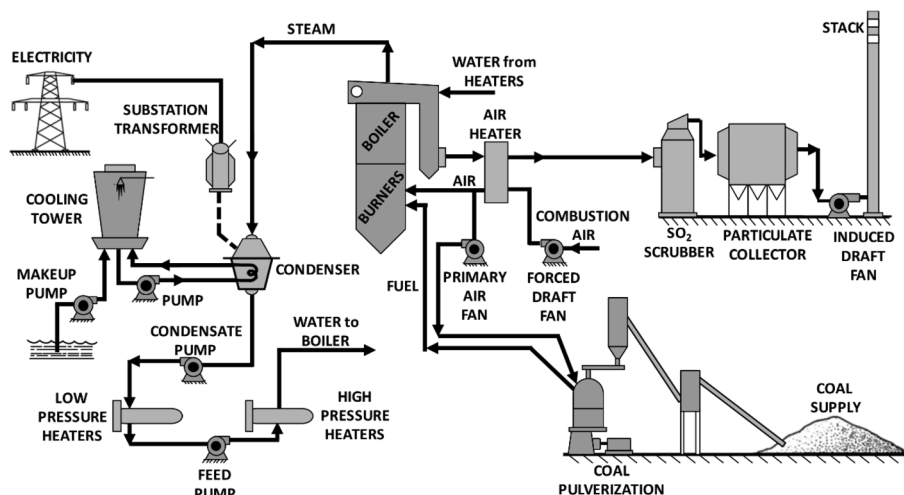 STEAM
STACK
ELECTRICITY
WATER from
HEATERS
SUBSTATION
TRANSFORMER
AIR
HEATER
BOILER
BURNERS
AIR
COOLING
TOWER
COMBUSTION
AIR
SO2
SCRUBBER
PARTICULATE
COLLECTOR
INDUCED
DRAFT
FAN
CONDENSER
MAKEUP
PUMP
PUMP
FUEL
PRIMARY
AIR
FAN
FORCED
DRAFT
FAN
CONDENSATE
PUMP
WATER to
BOILER
LOW
PRESSURE
HEATERS
HIGH
PRESSURE
HEATERS
COAL
SUPPLY
FEED
PUMP
COAL
PULVERIZATION